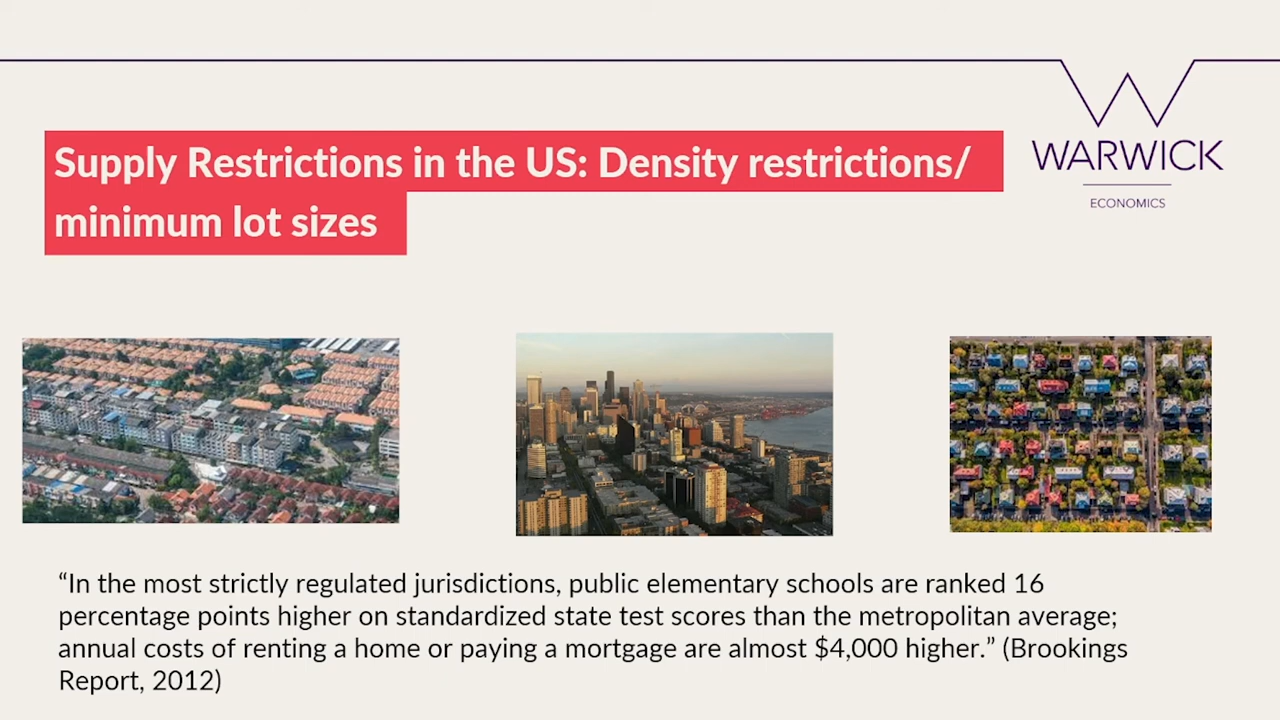 WARWICK
ECONOMICS
Supply Restrictions in the US: Density restrictions/
minimum lot sizes
“In the most strictly regulated jurisdictions, public elementary schools are ranked 16
percentage points higher on standardized state test scores than the metropolitan average;
annual costs of renting a home or paying a mortgage are almost $4,000 higher.” (Brookings
Report, 2012)